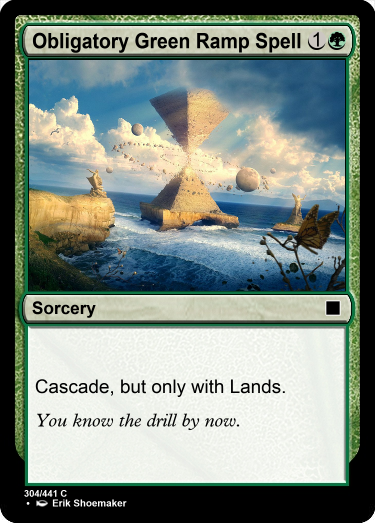 Obligatory Green Ramp Spell 1
Sorcery
Cascade, but only with Lands.
You know the drill by now.
304/441 C
• Erik Shoemaker